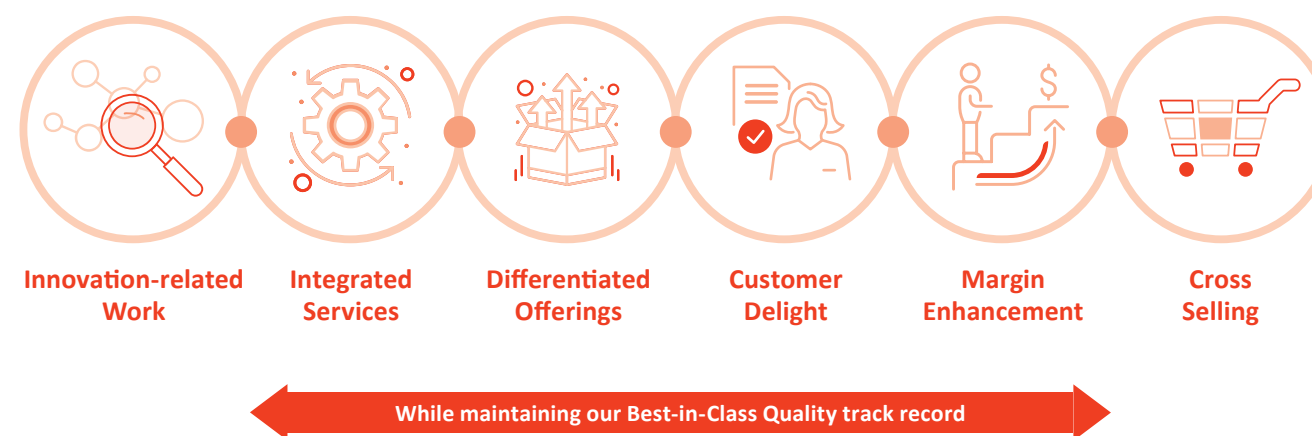 Innovation-related
Work
Integrated
Services
Differentiated
Offerings
Customer
Delight
Margin
Enhancement
Cross
Selling
$
While maintaining our Best-in-Class Quality track record